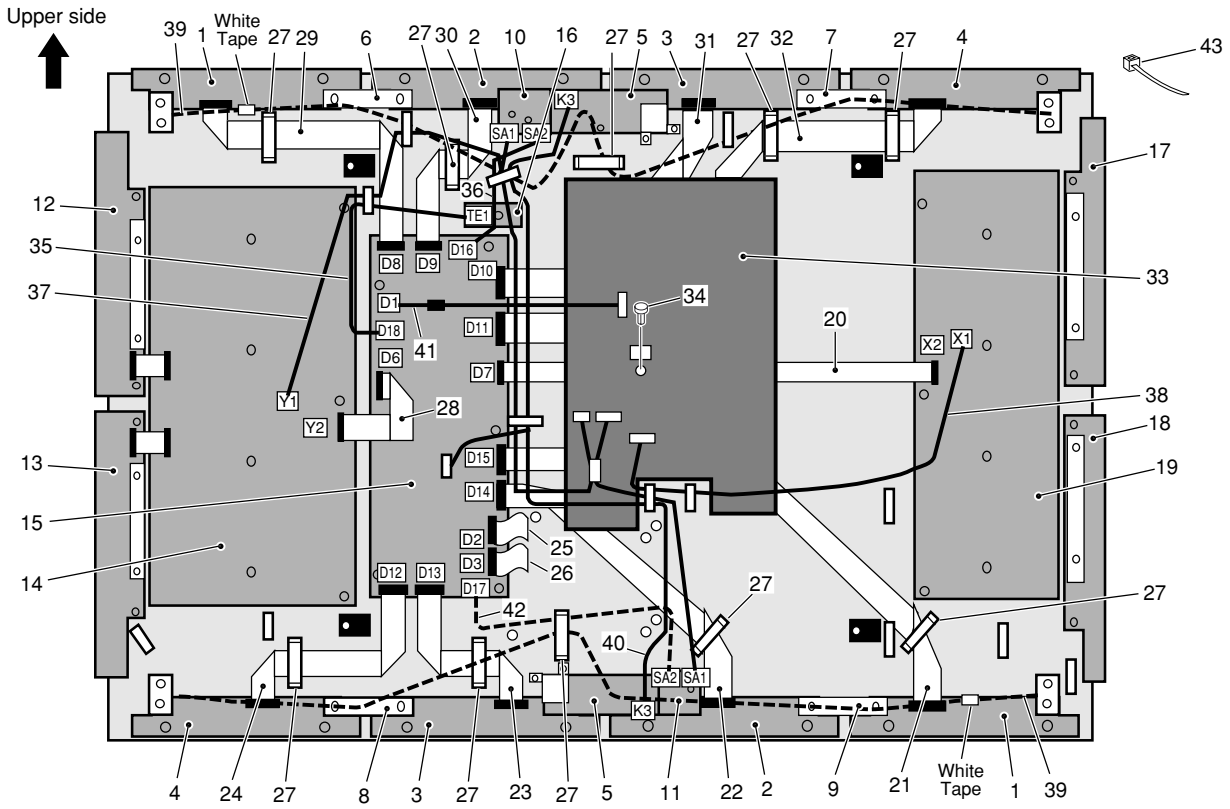 Upper side
39 1 White Tape 27 29 6 27 30 2 10 16 27 5 3 31 27 32 7 27 4 43
K3
SA1 SA2
17
12
36
TE1
D16
35
D8 D9 D10
33
37
D1
34
41
D18
D11
20
X2 X1
D6
D7
Y1
28
38
Y2
18
13
D15
19
15
D14
D2
25
14
D3
26
D12 D13
D17
42
27
27
40
SA2 SA1
K3
4 24 27 8 3 27 23 27 5 11 22 2 9 21 White Tape 1 39